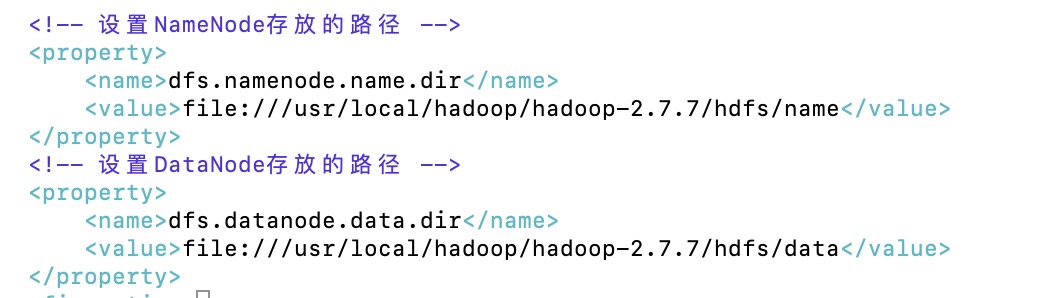 <!-- 设置NameNode存放的路径 -->
<property>
    <name>dfs.namenode.name.dir</name>
    <value>file:///usr/local/hadoop/hadoop-2.7.7/hdfs/name</value>
</property>
<!-- 设置DataNode存放的路径 -->
<property>
    <name>dfs.datanode.data.dir</name>
    <value>file:///usr/local/hadoop/hadoop-2.7.7/hdfs/data</value>
</property>